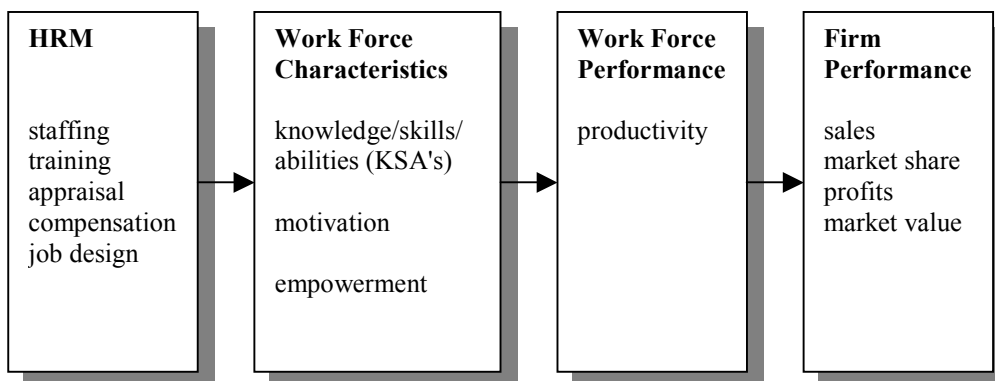 HRM
staffing
training
appraisal
compensation
job design
Work Force
Characteristics
knowledge/skills/
abilities (KSA's)
motivation
empowerment
Work Force
Performance
productivity
Firm
Performance
sales
market share
profits
market value